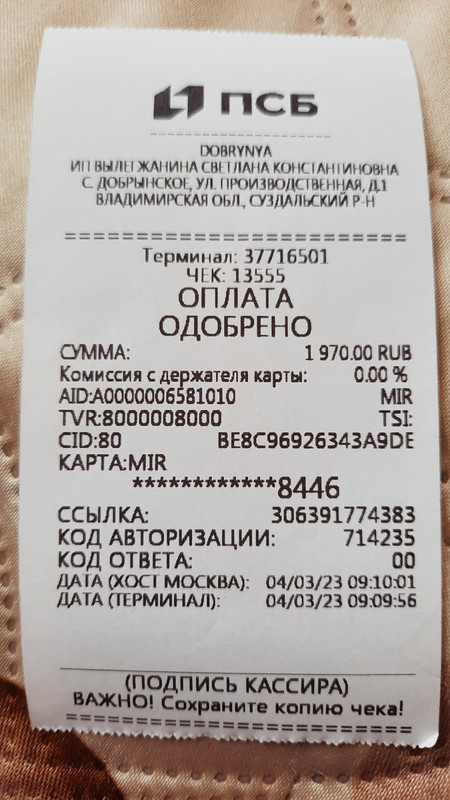 ПСБ
DOBRYNYA
ИП ВЫЛЕГЖАНИНА СВЕТЛАНА КОНСТАНТИНОВНА
С. ДОБРЫНСКОЕ, УЛ. ПРОИЗВОДСТВЕННАЯ, Д.1
ВЛАДИМИРСКАЯ ОБЛ., СУЗДАЛЬСКИЙ Р-Н
==================================
Терминал: 37716501
ЧЕК: 13555
ОПЛАТА
ОДОБРЕНО
СУММА: 1 970.00 RUB
Комиссия с держателя карты: 0.00 %
AID:A0000006581010 MIR
TVR:8000008000 TSI:
CID:80 BE8C96926343A9DE
КАРТА:MIR
************8446
ССЫЛКА: 306391774383
КОД АВТОРИЗАЦИИ: 714235
КОД ОТВЕТА: 00
ДАТА (ХОСТ МОСКВА): 04/03/23 09:10:01
ДАТА (ТЕРМИНАЛ): 04/03/23 09:09:56
(ПОДПИСЬ КАССИРА)
ВАЖНО! Сохраните копию чека!
==================================